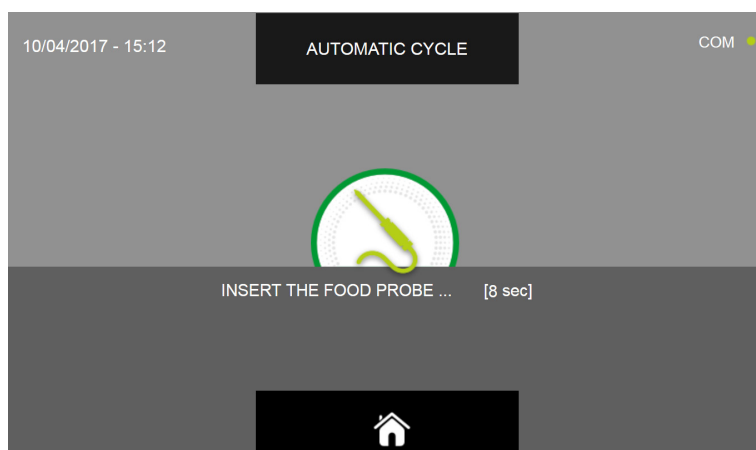 10/04/2017 - 15:12
AUTOMATIC CYCLE
COM
INSERT THE FOOD PROBE ... [8 sec]